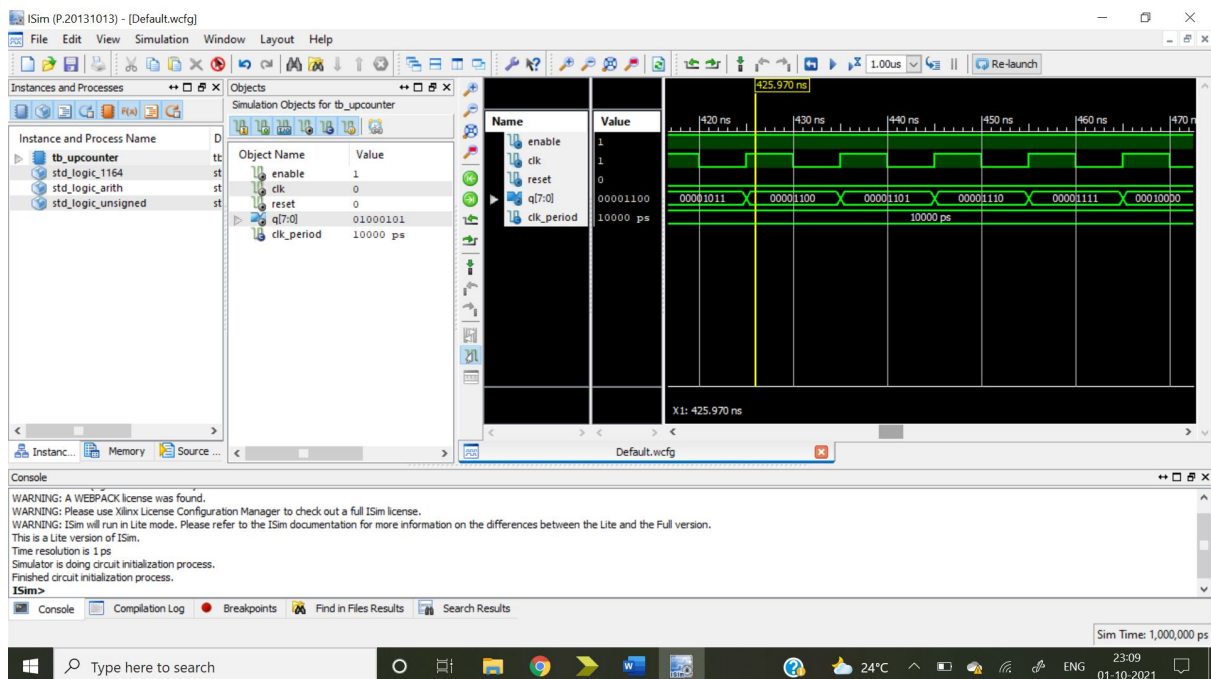 ISim (P.20131013) - [Default.wcfg]
File Edit View Simulation Window Layout Help
1.00us Re-launch
Instances and Processes
F(x)
Instance and Process Name D
tb_upcounter tb
std_logic_1164 st
std_logic_arith st
std_logic_unsigned st
Instanc... Memory Source ...
Objects
Simulation Objects for tb_upcounter
Object Name Value
enable 1
clk 0
reset 0
q[7:0] 01000101
clk_period 10000 ps
425.970 ns
Name Value
420 ns 430 ns 440 ns 450 ns 460 ns 470 n
enable 1
clk 1
reset 0
q[7:0] 00001100 00001011 00001100 00001101 00001110 00001111 00010000
clk_period 10000 ps 10000 ps
X1: 425.970 ns
Default.wcfg
Console
WARNING: A WEBPACK license was found.
WARNING: Please use Xilinx License Configuration Manager to check out a full ISim license.
WARNING: ISim will run in Lite mode. Please refer to the ISim documentation for more information on the differences between the Lite and the Full version.
This is a Lite version of ISim.
Time resolution is 1 ps
Simulator is doing circuit initialization process.
Finished circuit initialization process.
ISim>
Console Compilation Log Breakpoints Find in Files Results Search Results
Sim Time: 1,000,000 ps
Type here to search
24°C ENG 23:09
01-10-2021